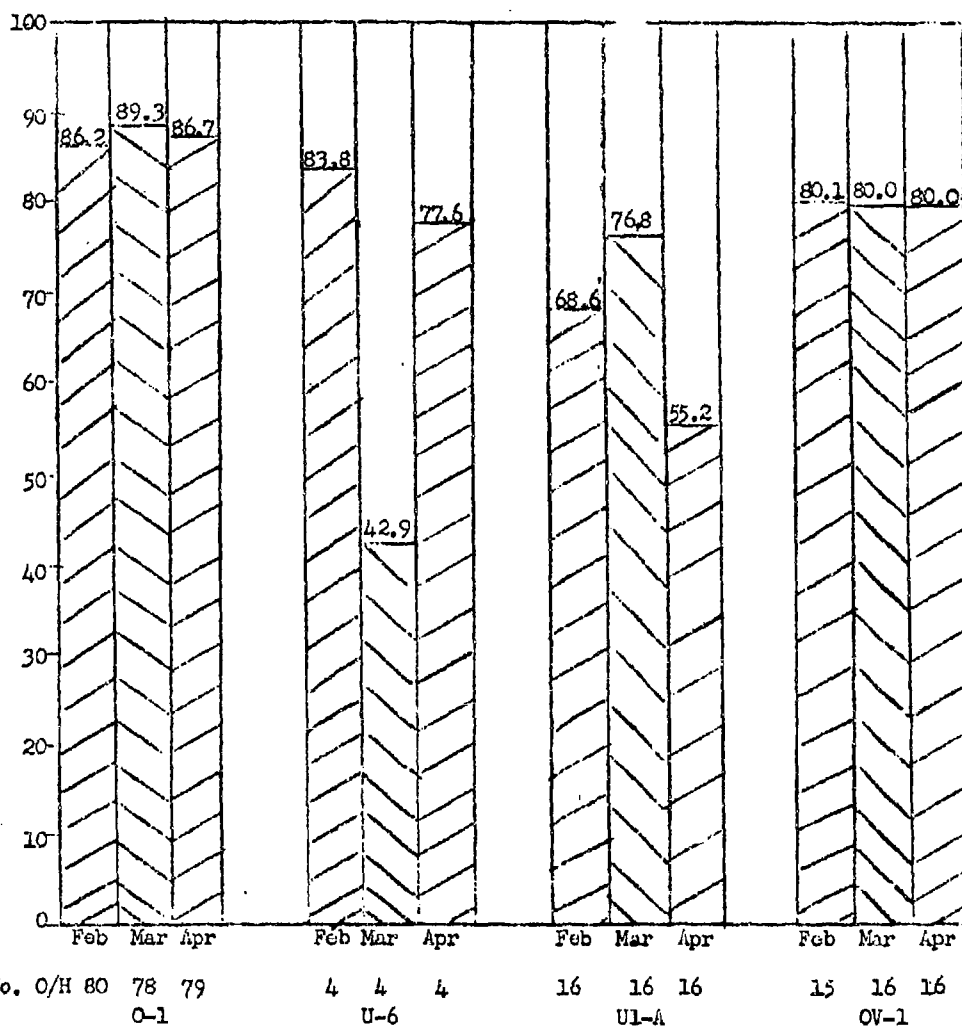 100
90
80
70
60
50
40
30
20
10
0
86.2 89.3 86.7
83.8 42.9 77.6
68.6 76.8 55.2
80.1 80.0 80.0
Feb Mar Apr Feb Mar Apr Feb Mar Apr Feb Mar Apr
o. O/H 80 78 79 4 4 4 16 16 16 15 16 16
O-1 U-6 U1-A OV-1